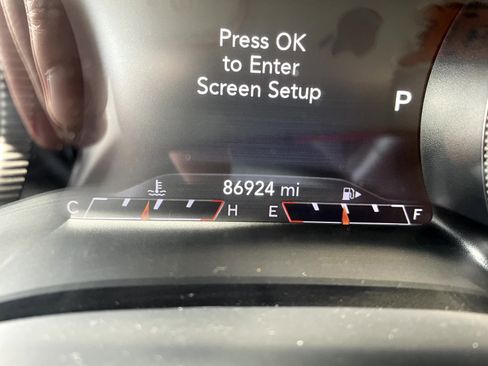 Press OK
to Enter
Screen Setup
P
86924 mi
C H E F